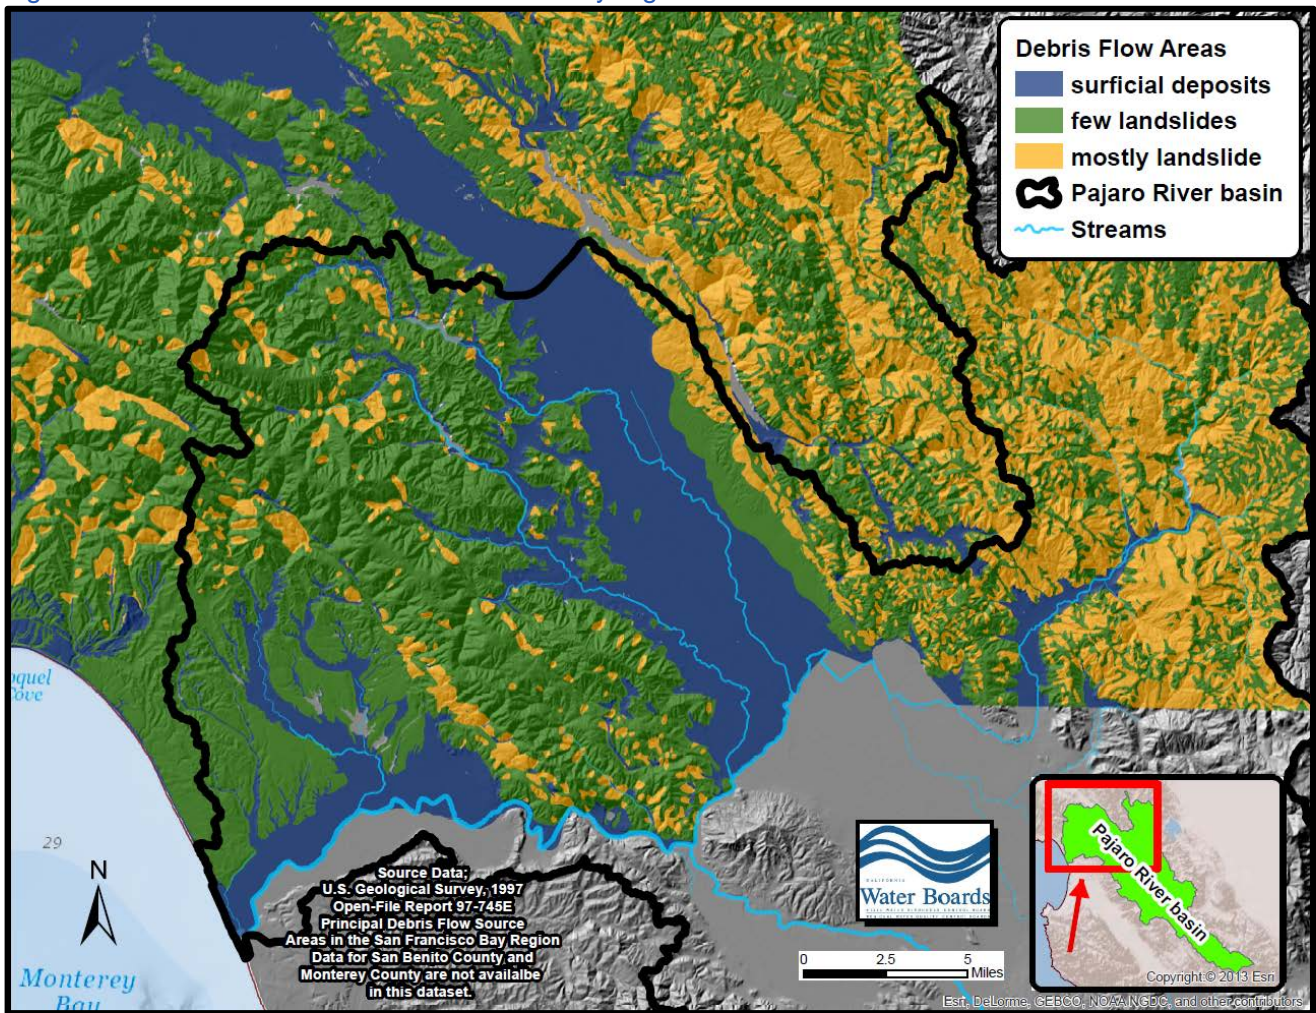 Debris Flow Areas
surficial deposits
few landslides
mostly landslide
Pajaro River basin
Streams
oquel
Cove
29
N
Monterey
Bay
Source Data;
U.S. Geological Survey, 1997
Open-File Report 97-745E
Principal Debris Flow Source
Areas in the San Francisco Bay Region
Data for San Benito County and
Monterey County are not availalbe
in this dataset.
CALIFORNIA
Water Boards
0 2.5 5
Miles
Pajaro River basin
Copyright:© 2013 Esri
Esri, DeLorme, GEBCO, NOAA NGDC, and other contributors